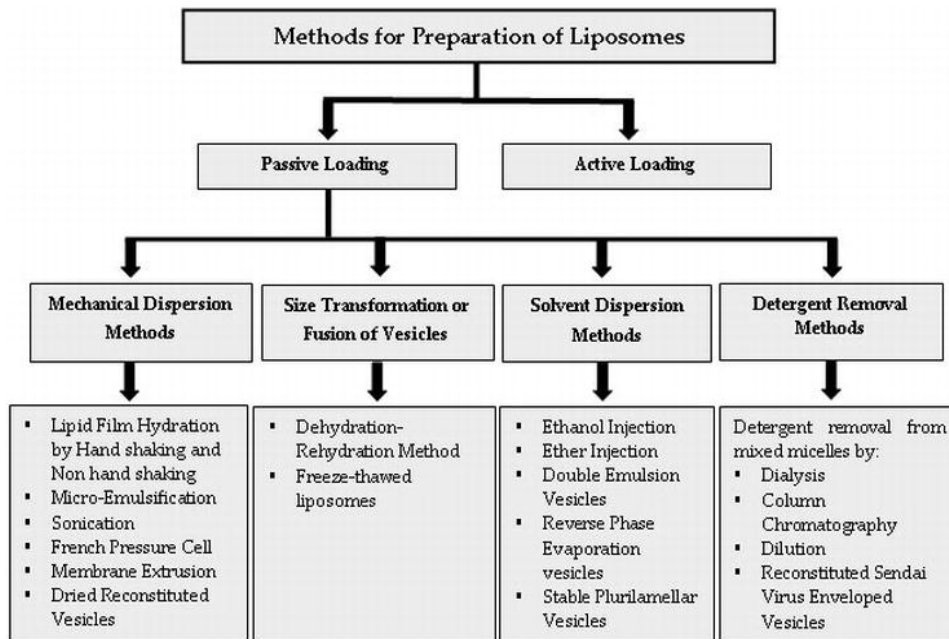 Methods for Preparation of Liposomes
Passive Loading
Active Loading
Mechanical Dispersion
Methods
Size Transformation or
Fusion of Vesicles
Solvent Dispersion
Methods
Detergent Removal
Methods
▪ Lipid Film Hydration
by Hand shaking and
Non hand shaking
▪ Micro-Emulsification
▪ Sonication
▪ French Pressure Cell
▪ Membrane Extrusion
▪ Dried Reconstituted
Vesicles
▪ Dehydration-
Rehydration Method
▪ Freeze-thawed
liposomes
▪ Ethanol Injection
▪ Ether Injection
▪ Double Emulsion
Vesicles
▪ Reverse Phase
Evaporation
vesicles
▪ Stable Plurilamellar
Vesicles
Detergent removal from
mixed micelles by:
▪ Dialysis
▪ Column
Chromatography
▪ Dilution
▪ Reconstituted Sendai
Virus Enveloped
Vesicles